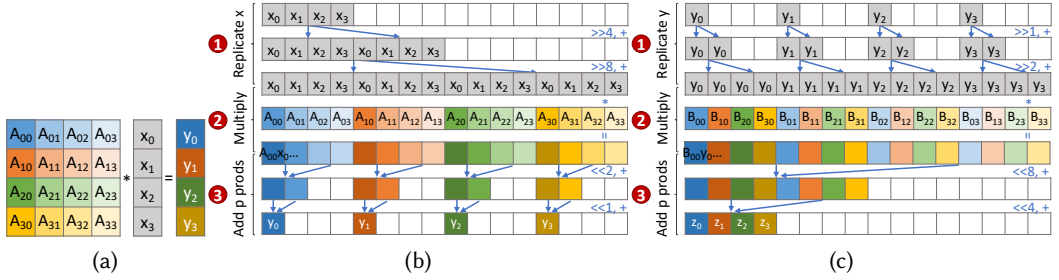 A00 A01 A02 A03
A10 A11 A12 A13
A20 A21 A22 A23
A30 A31 A32 A33
*
x0
x1
x2
x3
=
y0
y1
y2
y3
(a)
Replicate x
1
x0 x1 x2 x3
>>4, +
x0 x1 x2 x3 x0 x1 x2 x3
>>8, +
x0 x1 x2 x3 x0 x1 x2 x3 x0 x1 x2 x3 x0 x1 x2 x3
Multiply
2
*
A00 A01 A02 A03 A10 A11 A12 A13 A20 A21 A22 A23 A30 A31 A32 A33
=
Add p prods
3
A00x0...
<<2, +
<<1, +
y0 y1 y2 y3
(b)
Replicate y
1
y0 y1 y2 y3
>>1, +
y0 y0 y1 y1 y2 y2 y3 y3
>>2, +
y0 y0 y0 y0 y1 y1 y1 y1 y2 y2 y2 y2 y3 y3 y3 y3
Multiply
2
*
B00 B10 B20 B30 B01 B11 B21 B31 B02 B12 B22 B32 B03 B13 B23 B33
=
Add p prods
3
B00y0...
<<8, +
<<4, +
z0 z1 z2 z3
(c)